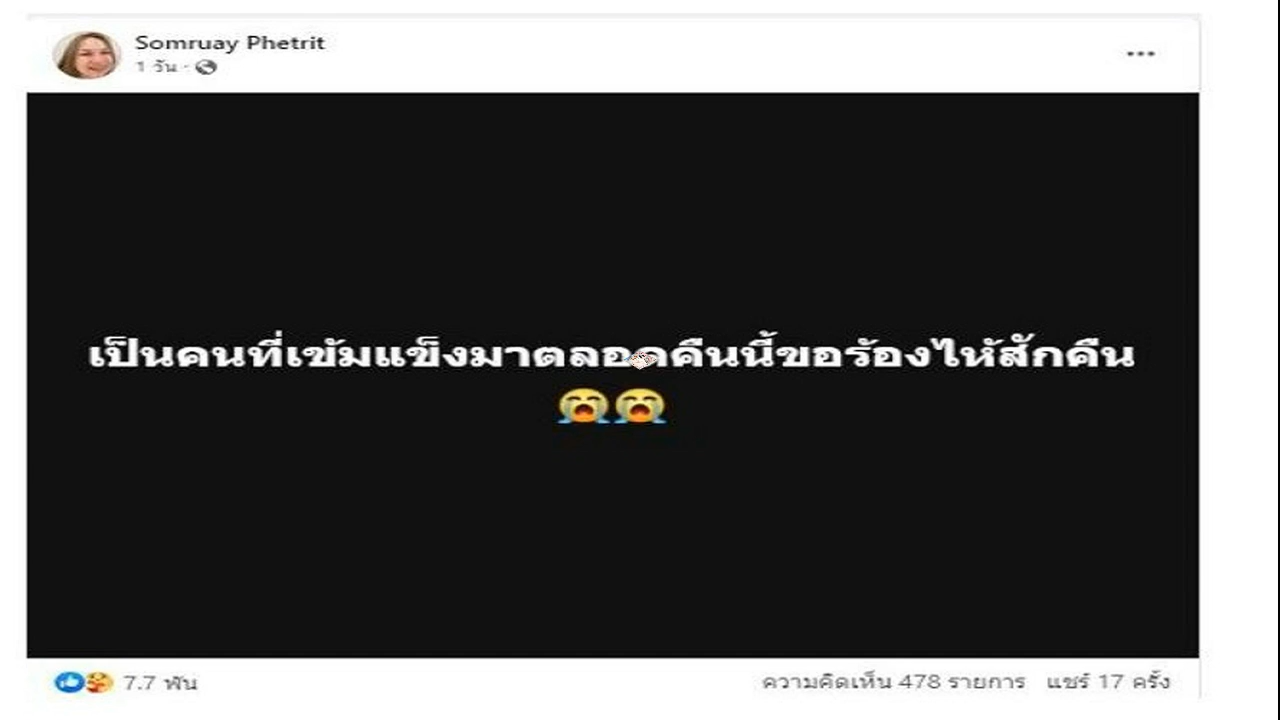 Somruay Phetrit
1 วัน ·
เป็นคนที่เข้มแข็งมาตลอดคืนนี้ขอร้องไห้สักคืน
😭😭
7.7 พัน
ความคิดเห็น 478 รายการ แชร์ 17 ครั้ง